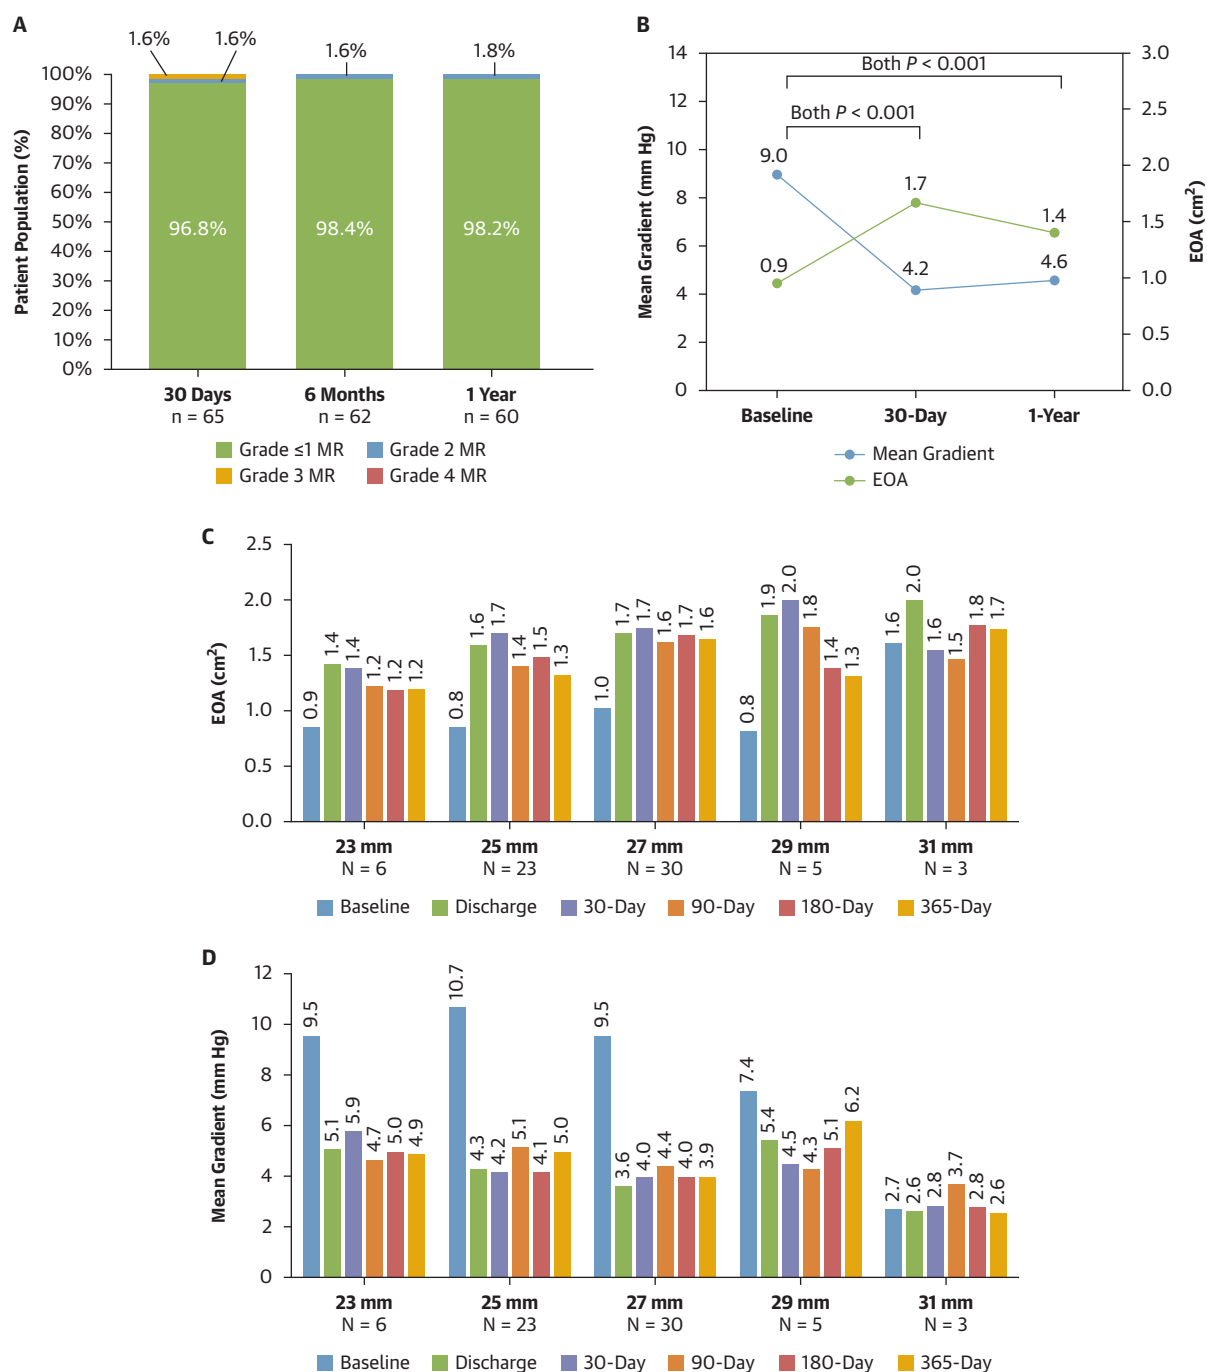 A
1.6% 1.6% 1.6% 1.8%
100%
90%
80%
70%
60%
50%
40%
30%
20%
10%
0%
Patient Population (%)
96.8% 98.4% 98.2%
30 Days 6 Months 1 Year
n = 65 n = 62 n = 60
Grade ≤1 MR Grade 2 MR
Grade 3 MR Grade 4 MR
B
14
12
10
8
6
4
2
0
Mean Gradient (mm Hg)
3.0
2.5
2.0
1.5
1.0
0.5
0.0
EOA (cm²)
Both P < 0.001
Both P < 0.001
9.0 4.2 4.6
0.9 1.7 1.4
Baseline 30-Day 1-Year
Mean Gradient
EOA
C
2.5
2.0
1.5
1.0
0.5
0.0
EOA (cm²)
0.9 1.4 1.4 1.2 1.2 1.2
0.8 1.6 1.7 1.4 1.5 1.3
1.0 1.7 1.7 1.6 1.7 1.6
0.8 1.9 2.0 1.8 1.4 1.3
1.6 2.0 1.6 1.5 1.8 1.7
23 mm 25 mm 27 mm 29 mm 31 mm
N = 6 N = 23 N = 30 N = 5 N = 3
Baseline Discharge 30-Day 90-Day 180-Day 365-Day
D
12
10
8
6
4
2
0
Mean Gradient (mm Hg)
9.5 5.1 5.9 4.7 5.0 4.9
10.7 4.3 4.2 5.1 4.1 5.0
9.5 3.6 4.0 4.4 4.0 3.9
7.4 5.4 4.5 4.3 5.1 6.2
2.7 2.6 2.8 3.7 2.8 2.6
23 mm 25 mm 27 mm 29 mm 31 mm
N = 6 N = 23 N = 30 N = 5 N = 3
Baseline Discharge 30-Day 90-Day 180-Day 365-Day